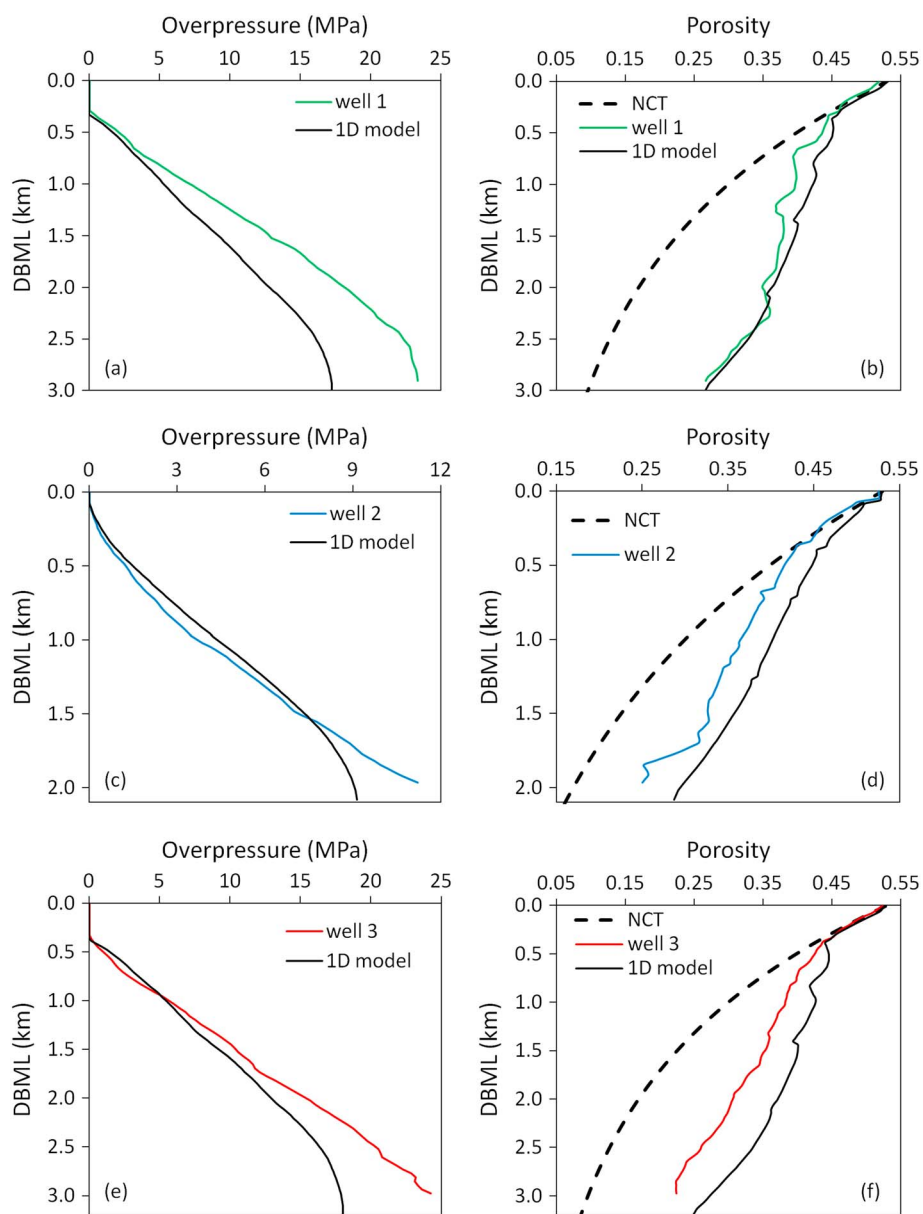 Overpressure (MPa)
0 5 10 15 20 25
0.0
0.5
1.0
1.5
2.0
2.5
3.0
DBML (km)
well 1
1D model
(a)
Porosity
0.05 0.15 0.25 0.35 0.45 0.55
0.0
0.5
1.0
1.5
2.0
2.5
3.0
DBML (km)
NCT
well 1
1D model
(b)
Overpressure (MPa)
0 3 6 9 12
0.0
0.5
1.0
1.5
2.0
DBML (km)
well 2
1D model
(c)
Porosity
0.15 0.25 0.35 0.45 0.55
0.0
0.5
1.0
1.5
2.0
DBML (km)
NCT
well 2
(d)
Overpressure (MPa)
0 5 10 15 20 25
0.0
0.5
1.0
1.5
2.0
2.5
3.0
DBML (km)
well 3
1D model
(e)
Porosity
0.05 0.15 0.25 0.35 0.45 0.55
0.0
0.5
1.0
1.5
2.0
2.5
3.0
DBML (km)
NCT
well 3
1D model
(f)